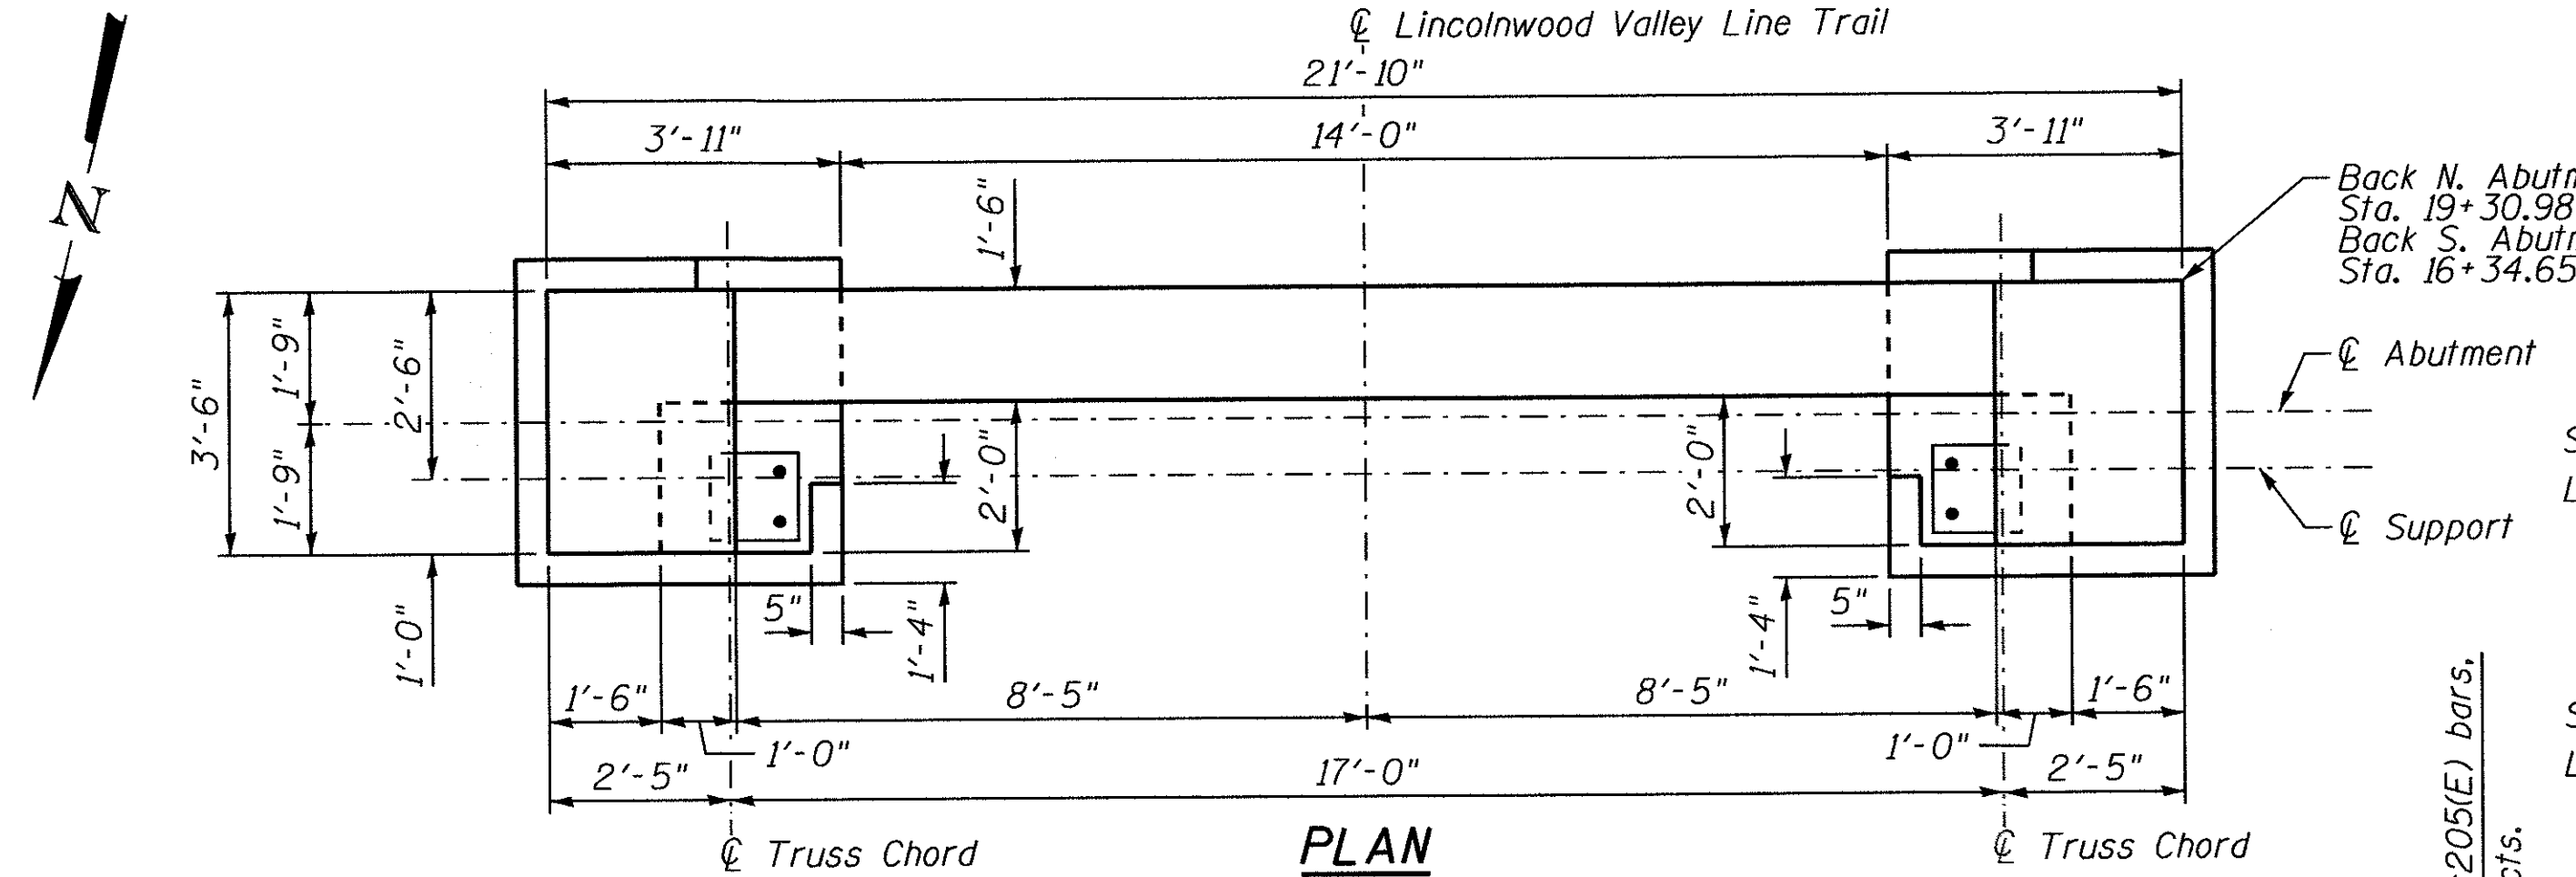 ℄ Lincolnwood Valley Line Trail
21'-10"
3'-11"
14'-0"
3'-11"
N
1'-6"
Back N.
Sta. 19+30.98
Back S.
Sta. 16+34.65
℄ Abutment
℄ Support
3'-6"
1'-9"
1'-9"
2'-6"
2'-0"
2'-0"
1'-0"
5"
1'-4"
1'-4"
5"
1'-6"
8'-5"
8'-5"
1'-6"
1'-0"
1'-0"
2'-5"
17'-0"
2'-5"
℄ Truss Chord
PLAN
℄ Truss Chord
205(E) bars.